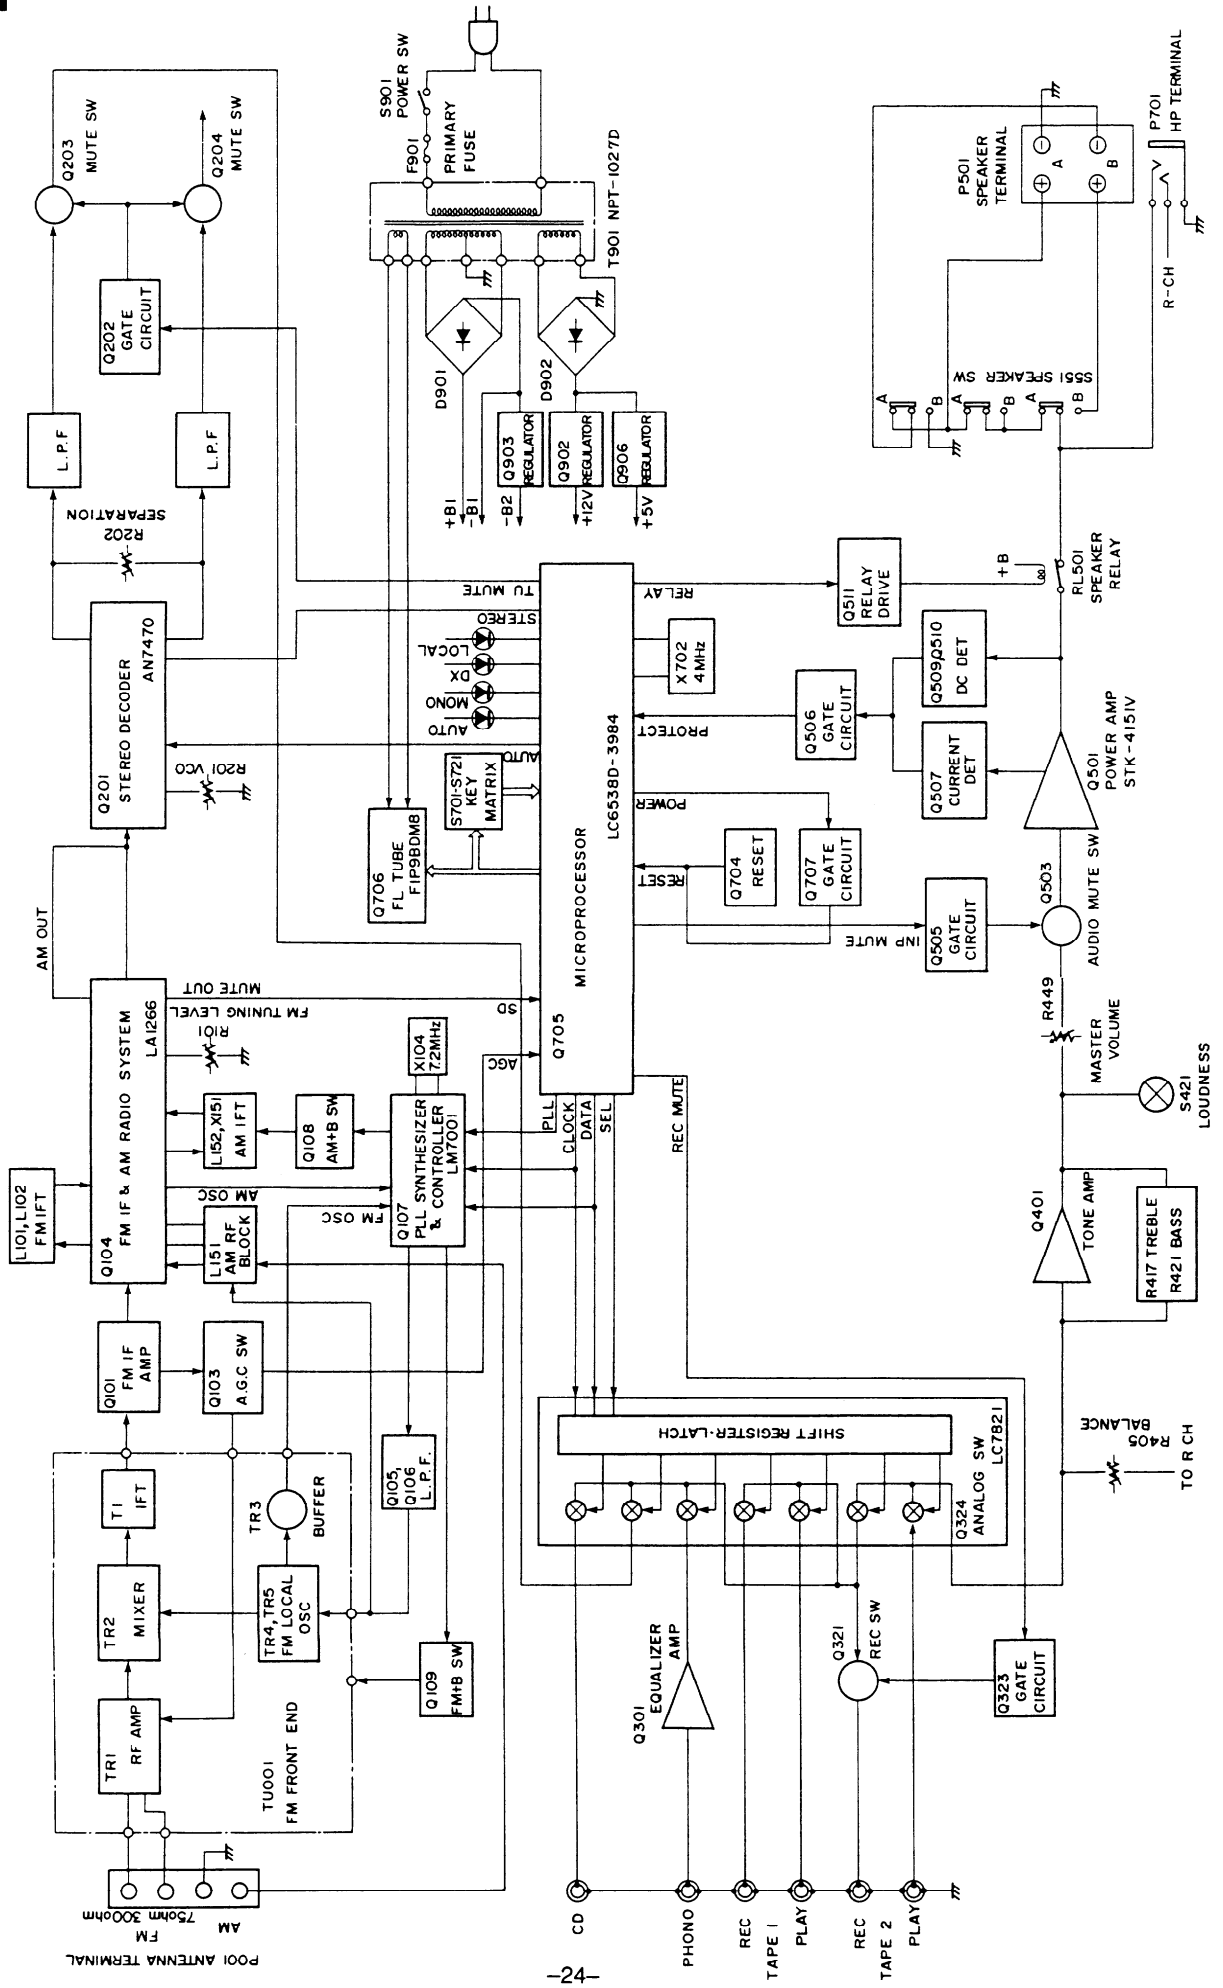 S901
POWER SW
F901
PRIMARY
FUSE
T901 NPT-1027D
Q203
MUTE SW
Q204
MUTE SW
Q202
GATE
CIRCUIT
L.P.F
L.P.F
R202
SEPARATION
Q201
STEREO DECODER
AN7470
R201 VCO
AM OUT
D901
D902
Q903
REGULATOR
Q902
REGULATOR
Q906
REGULATOR
+B1
-B1
-B2
+12V
+5V
P501
SPEAKER
TERMINAL
A
B
P701
HP TERMINAL
R-CH
S551 SPEAKER SW
A
B
A
B
A
B
TU MUTE
STEREO
LOCAL
DX
MONO
AUTO
AUTO
S701-S721
KEY
MATRIX
Q706
FL TUBE
FIP9BDM8
Q705
MICROPROCESSOR
LC6538D-3984
RELAY
X702
4MHz
PROTECT
POWER
RESET
INP MUTE
Q704
RESET
Q707
GATE
CIRCUIT
Q511
RELAY
DRIVE
+B
RL501
SPEAKER
RELAY
Q506
GATE
CIRCUIT
Q509,Q510
DC DET
Q507
CURRENT
DET
Q501
POWER AMP
STK-4151V
Q505
GATE
CIRCUIT
Q503
AUDIO MUTE SW
R449
MASTER
VOLUME
S421
LOUDNESS
Q401
TONE AMP
R417 TREBLE
R421 BASS
R405
BALANCE
TO R CH
L101, L102
FM IFT
Q104
FM IF & AM RADIO SYSTEM
LA1266
MUTE OUT
FM TUNING LEVEL
R101
SD
AGC
L152, X151
AM IFT
Q108
AM+B SW
X104
7.2MHz
Q107
PLL SYNTHESIZER
& CONTROLLER
LM7001
AM OSC
FM OSC
L151
AM RF
BLOCK
PLL
CLOCK
DATA
SEL
REC MUTE
Q101
FM IF
AMP
Q103
A.G.C SW
T1
IFT
TR3
BUFFER
TR2
MIXER
TR4, TR5
FM LOCAL
OSC
TR1
RF AMP
TU001
FM FRONT END
Q105,
Q106
L.P.F.
Q109
FM+B SW
SHIFT REGISTER-LATCH
Q324
ANALOG SW
LC7821
Q301
EQUALIZER
AMP
Q321
REC SW
Q323
GATE
CIRCUIT
P001 ANTENNA TERMINAL
FM
75ohm 300ohm
AM
CD
PHONO
REC
TAPE 1
PLAY
REC
TAPE 2
PLAY
-24-